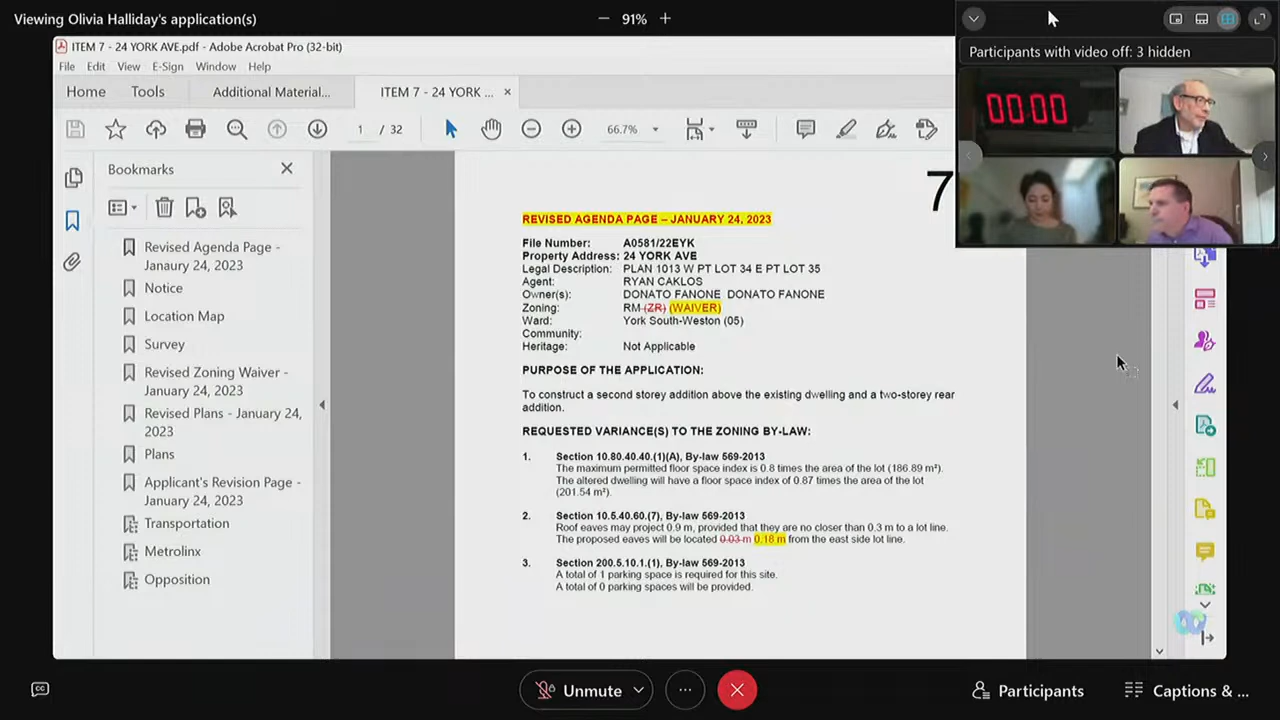 Viewing Olivia Halliday's application(s)
91%
Participants with video off: 3 hidden
00:00
ITEM 7 - 24 YORK AVE.pdf - Adobe Acrobat Pro (32-bit)
File Edit View E-Sign Window Help
Home Tools Additional Material... ITEM 7 - 24 YORK ...
1 / 32 66.7%
Bookmarks
Revised Agenda Page -
Janaury 24, 2023
Notice
Location Map
Survey
Revised Zoning Waiver -
January 24, 2023
Revised Plans - January 24,
2023
Plans
Applicant's Revision Page -
January 24, 2023
Transportation
Metrolinx
Opposition
7
REVISED AGENDA PAGE – JANUARY 24, 2023
File Number: A0581/22EYK
Property Address: 24 YORK AVE
Legal Description: PLAN 1013 W PT LOT 34 E PT LOT 35
Agent: RYAN CAKLOS
Owner(s): DONATO FANONE DONATO FANONE
Zoning: RM (ZR) (WAIVER)
Ward: York South-Weston (05)
Community:
Heritage: Not Applicable
PURPOSE OF THE APPLICATION:
To construct a second storey addition above the existing dwelling and a two-storey rear
addition.
REQUESTED VARIANCE(S) TO THE ZONING BY-LAW:
1. Section 10.80.40.40.(1)(A), By-law 569-2013
The maximum permitted floor space index is 0.8 times the area of the lot (186.89 m²).
The altered dwelling will have a floor space index of 0.87 times the area of the lot
(201.54 m²).
2. Section 10.5.40.60.(7), By-law 569-2013
Roof eaves may project 0.9 m, provided that they are no closer than 0.3 m to a lot line.
The proposed eaves will be located 0.03 m 0.18 m from the east side lot line.
3. Section 200.5.10.1.(1), By-law 569-2013
A total of 1 parking space is required for this site.
A total of 0 parking spaces will be provided.
Unmute
Participants
Captions & ...